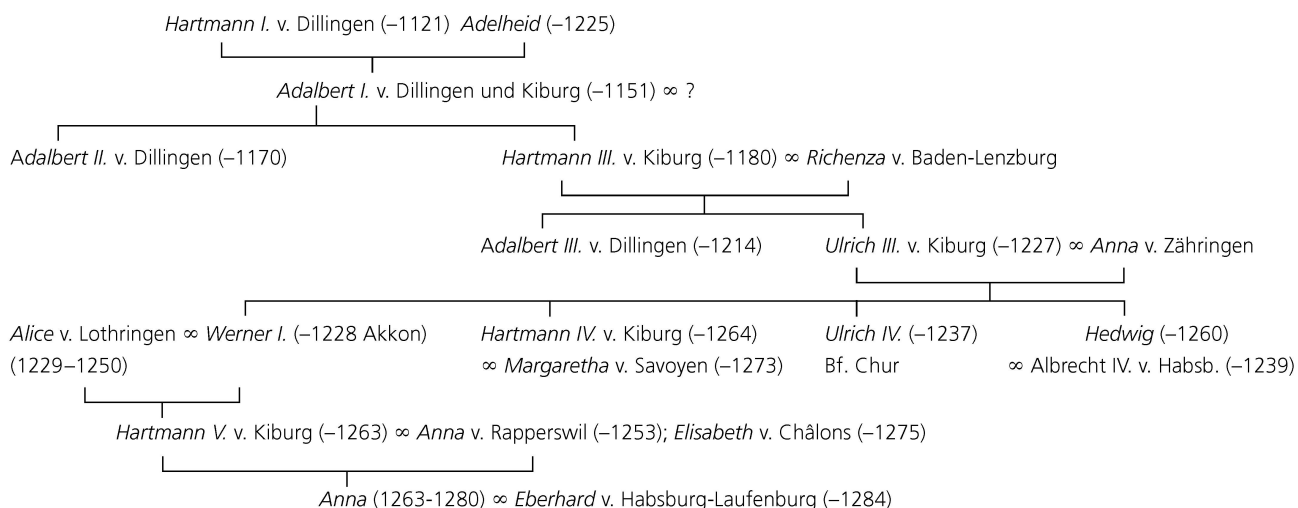 Hartmann I. v. Dillingen (–1121) Adelheid (–1225)
Adalbert I. v. Dillingen und Kiburg (–1151) ∞ ?
Adalbert II. v. Dillingen (–1170)
Hartmann III. v. Kiburg (–1180) ∞ Richenza v. Baden-Lenzburg
Adalbert III. v. Dillingen (–1214)
Ulrich III. v. Kiburg (–1227) ∞ Anna v. Zähringen
Alice v. Lothringen ∞ Werner I. (–1228 Akkon)
(1229–1250)
Hartmann IV. v. Kiburg (–1264)
∞ Margaretha v. Savoyen (–1273)
Ulrich IV. (–1237)
Bf. Chur
Hedwig (–1260)
∞ Albrecht IV. v. Habsb. (–1239)
Hartmann V. v. Kiburg (–1263) ∞ Anna v. Rapperswil (–1253); Elisabeth v. Châlons (–1275)
Anna (1263-1280) ∞ Eberhard v. Habsburg-Laufenburg (–1284)